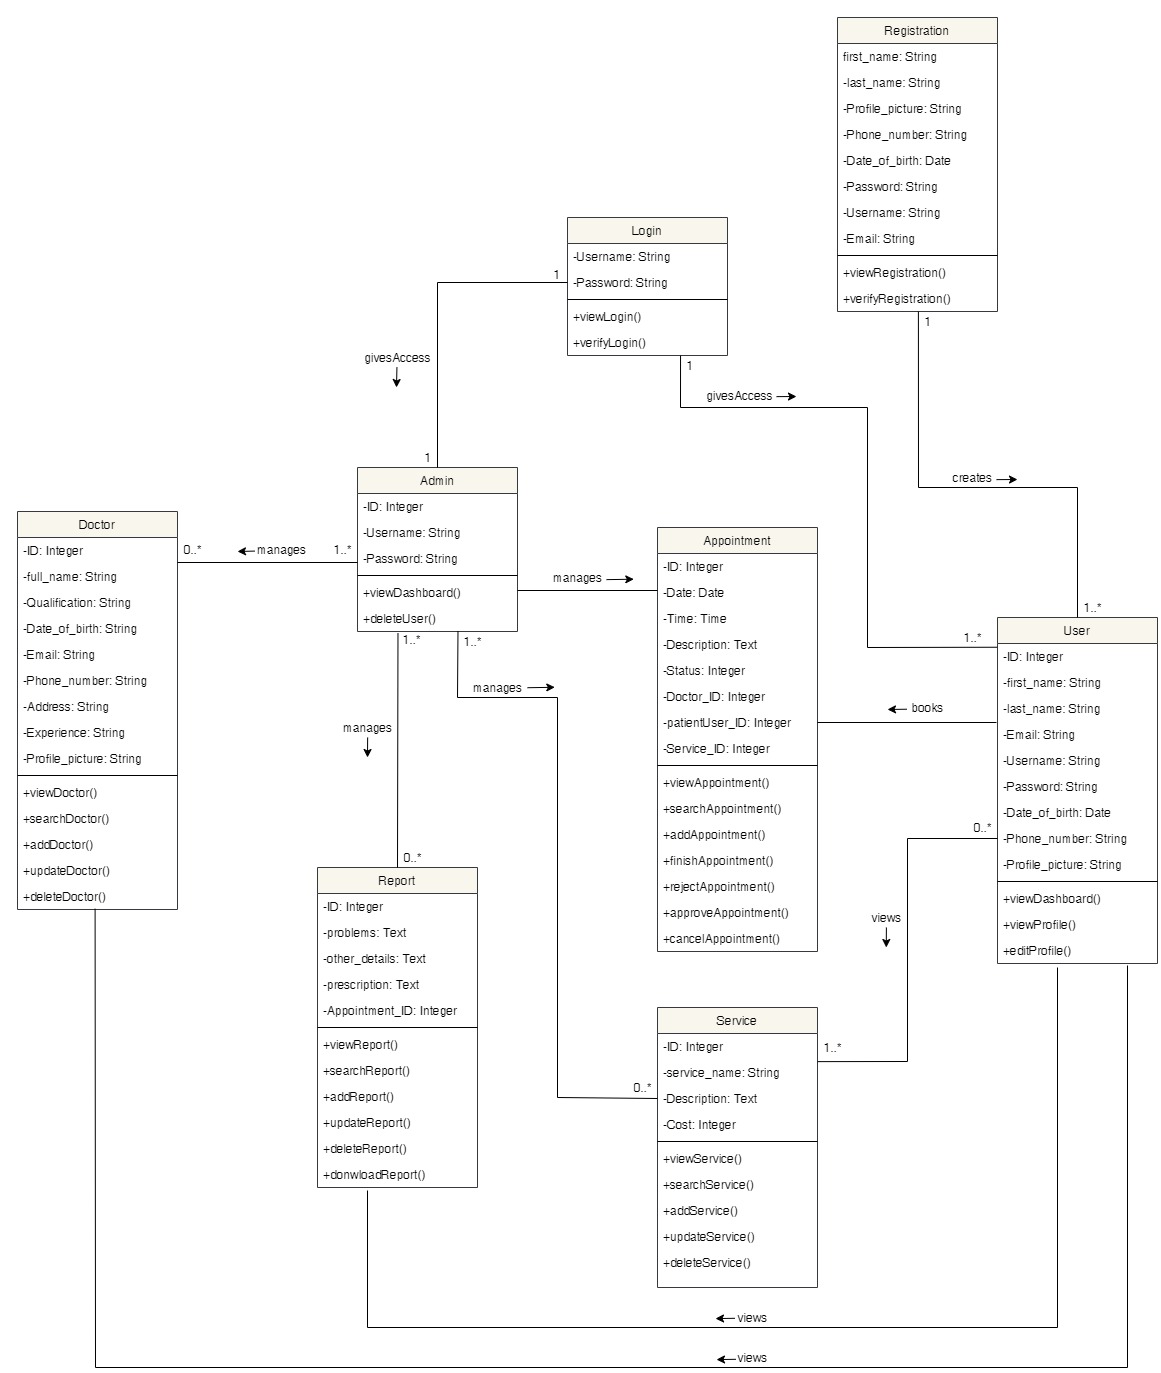 Registration
first_name: String
-last_name: String
-Profile_picture: String
-Phone_number: String
-Date_of_birth: Date
-Password: String
-Username: String
-Email: String
+viewRegistration()
+verifyRegistration()
1
Login
-Username: String
-Password: String
+viewLogin()
+verifyLogin()
1
1
givesAccess
givesAccess
1
creates
1..*
1..*
Admin
-ID: Integer
-Username: String
-Password: String
+viewDashboard()
+deleteUser()
1..*
1..*
Doctor
-ID: Integer
-full_name: String
-Qualification: String
-Date_of_birth: String
-Email: String
-Phone_number: String
-Address: String
-Experience: String
-Profile_picture: String
+viewDoctor()
+searchDoctor()
+addDoctor()
+updateDoctor()
+deleteDoctor()
0..*
manages
1..*
manages
manages
manages
Appointment
-ID: Integer
-Date: Date
-Time: Time
-Description: Text
-Status: Integer
-Doctor_ID: Integer
-patientUser_ID: Integer
-Service_ID: Integer
+viewAppointment()
+searchAppointment()
+addAppointment()
+finishAppointment()
+rejectAppointment()
+approveAppointment()
+cancelAppointment()
books
User
-ID: Integer
-first_name: String
-last_name: String
-Email: String
-Username: String
-Password: String
-Date_of_birth: Date
-Phone_number: String
-Profile_picture: String
+viewDashboard()
+viewProfile()
+editProfile()
0..*
views
1..*
0..*
Report
-ID: Integer
-problems: Text
-other_details: Text
-prescription: Text
-Appointment_ID: Integer
+viewReport()
+searchReport()
+addReport()
+updateReport()
+deleteReport()
+donwloadReport()
0..*
Service
-ID: Integer
-service_name: String
-Description: Text
-Cost: Integer
+viewService()
+searchService()
+addService()
+updateService()
+deleteService()
views
views